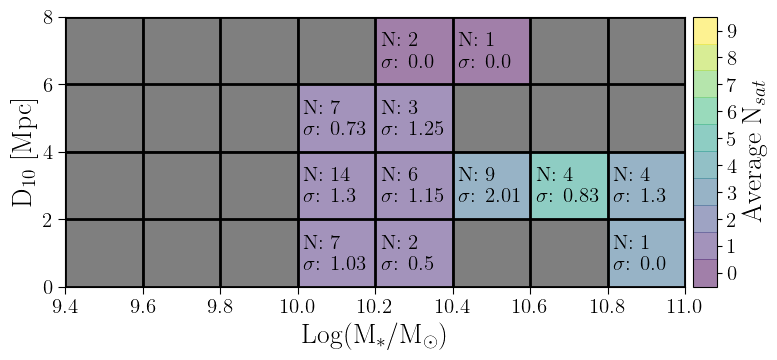 8
6
4
2
0
D₁₀ [Mpc]
N: 2
σ: 0.0
N: 1
σ: 0.0
N: 7
σ: 0.73
N: 3
σ: 1.25
N: 14
σ: 1.3
N: 6
σ: 1.15
N: 9
σ: 2.01
N: 4
σ: 0.83
N: 4
σ: 1.3
N: 7
σ: 1.03
N: 2
σ: 0.5
N: 1
σ: 0.0
9.4 9.6 9.8 10.0 10.2 10.4 10.6 10.8 11.0
Log(M∗/M⊙)
9
8
7
6
5
4
3
2
1
0
Average N_sat